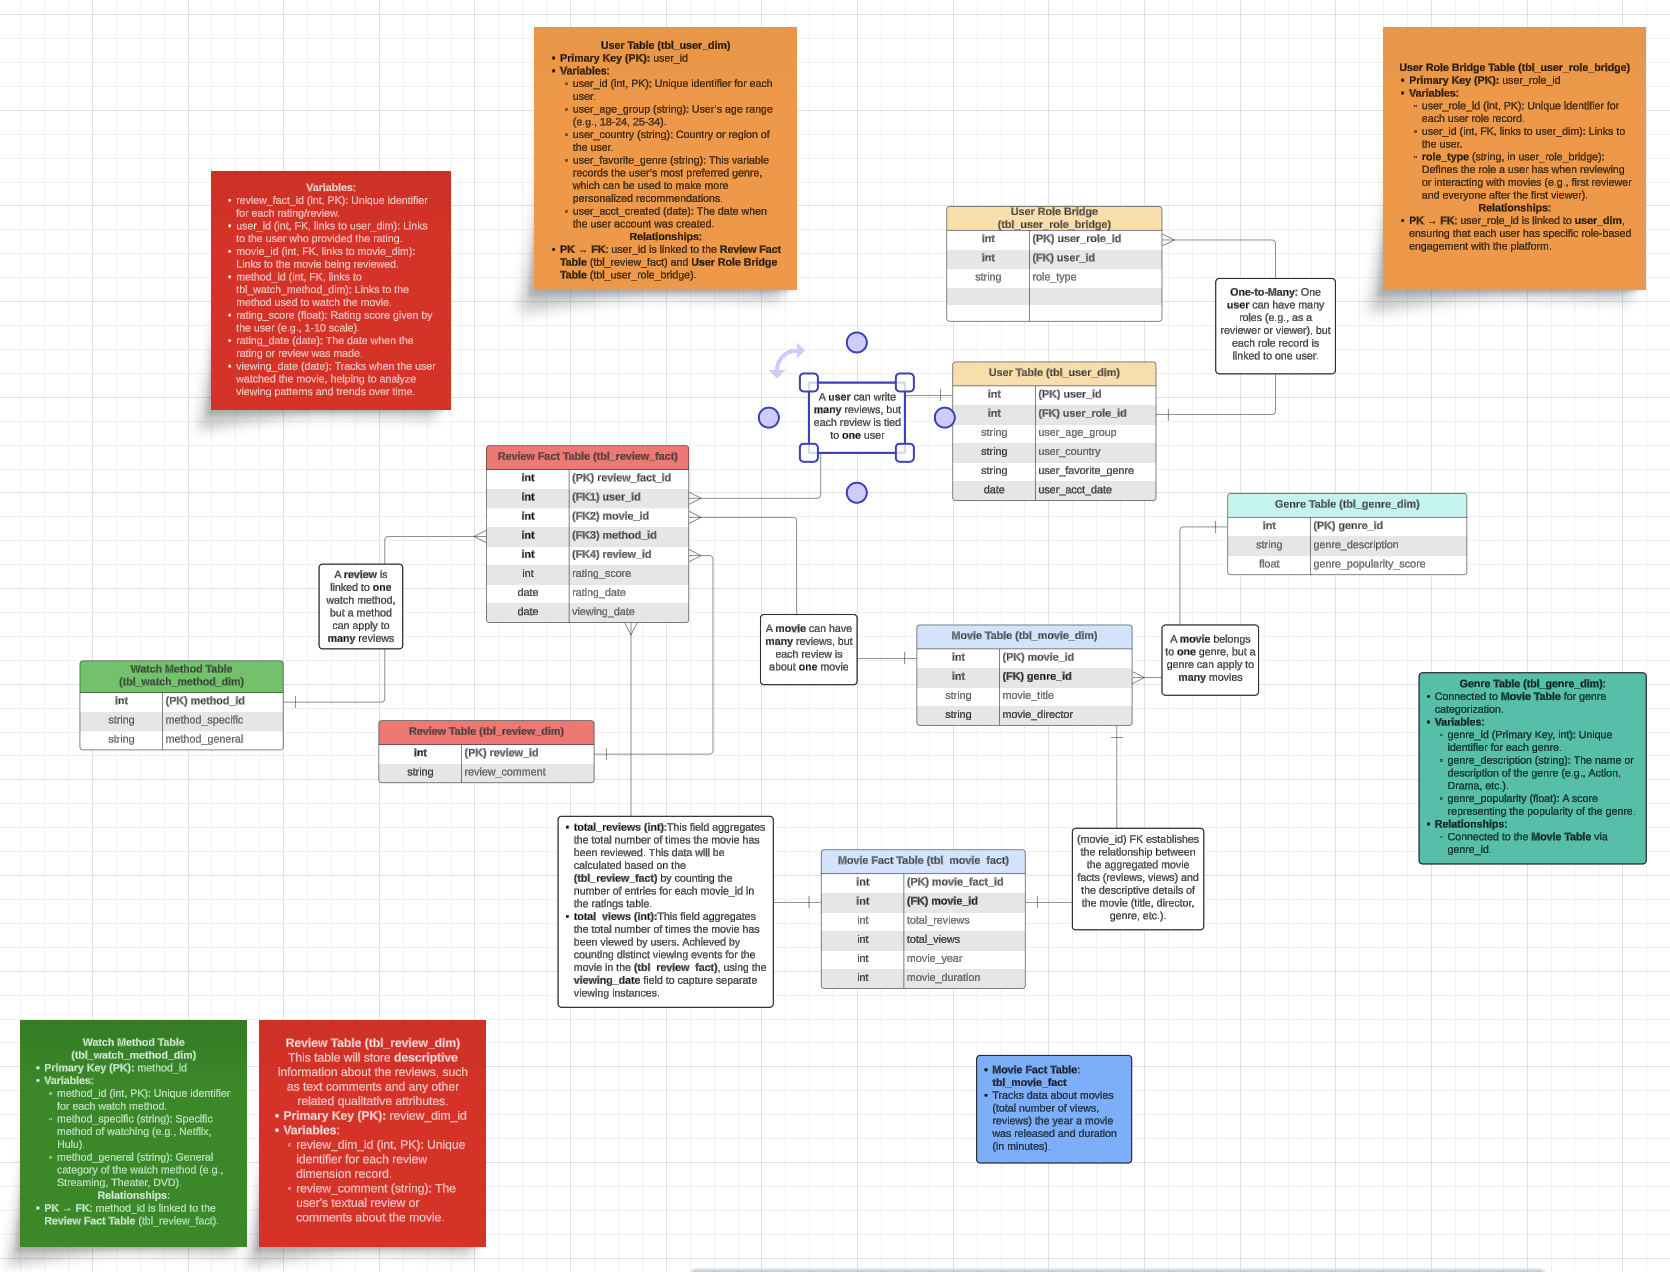 User Table (tbl_user_dim)
• Primary Key (PK): user_id
• Variables:
◦ user_id (int, PK): Unique identifier for each
user.
◦ user_age_group (string): User's age range
(e.g., 18-24, 25-34).
◦ user_country (string): Country or region of
the user.
◦ user_favorite_genre (string): This variable
records the user's most preferred genre,
which can be used to make more
personalized recommendations.
◦ user_acct_created (date): The date when
the user account was created.
Relationships:
• PK → FK: user_id is linked to the Review Fact
Table (tbl_review_fact) and User Role Bridge
Table (tbl_user_role_bridge).
User Role Bridge Table (tbl_user_role_bridge)
• Primary Key (PK): user_role_id
• Variables:
◦ user_role_id (int, PK): Unique identifier for
each user role record.
◦ user_id (int, FK, links to user_dim): Links to
the user.
◦ role_type (string, in user_role_bridge):
Defines the role a user has when reviewing
or interacting with movies (e.g., first reviewer
and everyone after the first viewer).
Relationships:
• PK → FK: user_role_id is linked to user_dim,
ensuring that each user has specific role-based
engagement with the platform.
Variables:
• review_fact_id (int, PK): Unique identifier
for each rating/review.
• user_id (int, FK, links to user_dim): Links
to the user who provided the rating.
• movie_id (int, FK, links to movie_dim):
Links to the movie being reviewed.
• method_id (int, FK, links to
tbl_watch_method_dim): Links to the
method used to watch the movie.
• rating_score (float): Rating score given by
the user (e.g., 1-10 scale).
• rating_date (date): The date when the
rating or review was made.
• viewing_date (date): Tracks when the user
watched the movie, helping to analyze
viewing patterns and trends over time.
User Role Bridge
(tbl_user_role_bridge)
int (PK) user_role_id
int (FK) user_id
string role_type
One-to-Many: One
user can have many
roles (e.g., as a
reviewer or viewer), but
each role record is
linked to one user.
A user can write
many reviews, but
each review is tied
to one user
User Table (tbl_user_dim)
int (PK) user_id
int (FK) user_role_id
string user_age_group
string user_country
string user_favorite_genre
date user_acct_date
Review Fact Table (tbl_review_fact)
int (PK) review_fact_id
int (FK1) user_id
int (FK2) movie_id
int (FK3) method_id
int (FK4) review_id
int rating_score
date rating_date
date viewing_date
Genre Table (tbl_genre_dim)
int (PK) genre_id
string genre_description
float genre_popularity_score
A review is
linked to one
watch method,
but a method
can apply to
many reviews
A movie can have
many reviews, but
each review is
about one movie
Movie Table (tbl_movie_dim)
int (PK) movie_id
int (FK) genre_id
string movie_title
string movie_director
A movie belongs
to one genre, but a
genre can apply to
many movies
Watch Method Table
(tbl_watch_method_dim)
int (PK) method_id
string method_specific
string method_general
Review Table (tbl_review_dim)
int (PK) review_id
string review_comment
Genre Table (tbl_genre_dim):
• Connected to Movie Table for genre
categorization.
• Variables:
◦ genre_id (Primary Key, int): Unique
identifier for each genre.
◦ genre_description (string): The name or
description of the genre (e.g., Action,
Drama, etc.).
◦ genre_popularity (float): A score
representing the popularity of the genre.
• Relationships:
◦ Connected to the Movie Table via
genre_id.
• total_reviews (int):This field aggregates
the total number of times the movie has
been reviewed. This data will be
calculated based on the
(tbl_review_fact) by counting the
number of entries for each movie_id in
the ratings table.
• total_views (int):This field aggregates
the total number of times the movie has
been viewed by users. Achieved by
counting distinct viewing events for the
movie in the (tbl_review_fact), using the
viewing_date field to capture separate
viewing instances.
Movie Fact Table (tbl_movie_fact)
int (PK) movie_fact_id
int (FK) movie_id
int total_reviews
int total_views
int movie_year
int movie_duration
(movie_id) FK establishes
the relationship between
the aggregated movie
facts (reviews, views) and
the descriptive details of
the movie (title, director,
genre, etc.).
Watch Method Table
(tbl_watch_method_dim)
• Primary Key (PK): method_id
• Variables:
◦ method_id (int, PK): Unique identifier
for each watch method.
◦ method_specific (string): Specific
method of watching (e.g., Netflix,
Hulu).
◦ method_general (string): General
category of the watch method (e.g.,
Streaming, Theater, DVD).
Relationships:
• PK → FK: method_id is linked to the
Review Fact Table (tbl_review_fact).
Review Table (tbl_review_dim)
This table will store descriptive
information about the reviews, such
as text comments and any other
related qualitative attributes.
• Primary Key (PK): review_dim_id
• Variables:
◦ review_dim_id (int, PK): Unique
identifier for each review
dimension record.
◦ review_comment (string): The
user's textual review or
comments about the movie.
• Movie Fact Table:
tbl_movie_fact
• Tracks data about movies
(total number of views,
reviews) the year a movie
was released and duration
(in minutes).